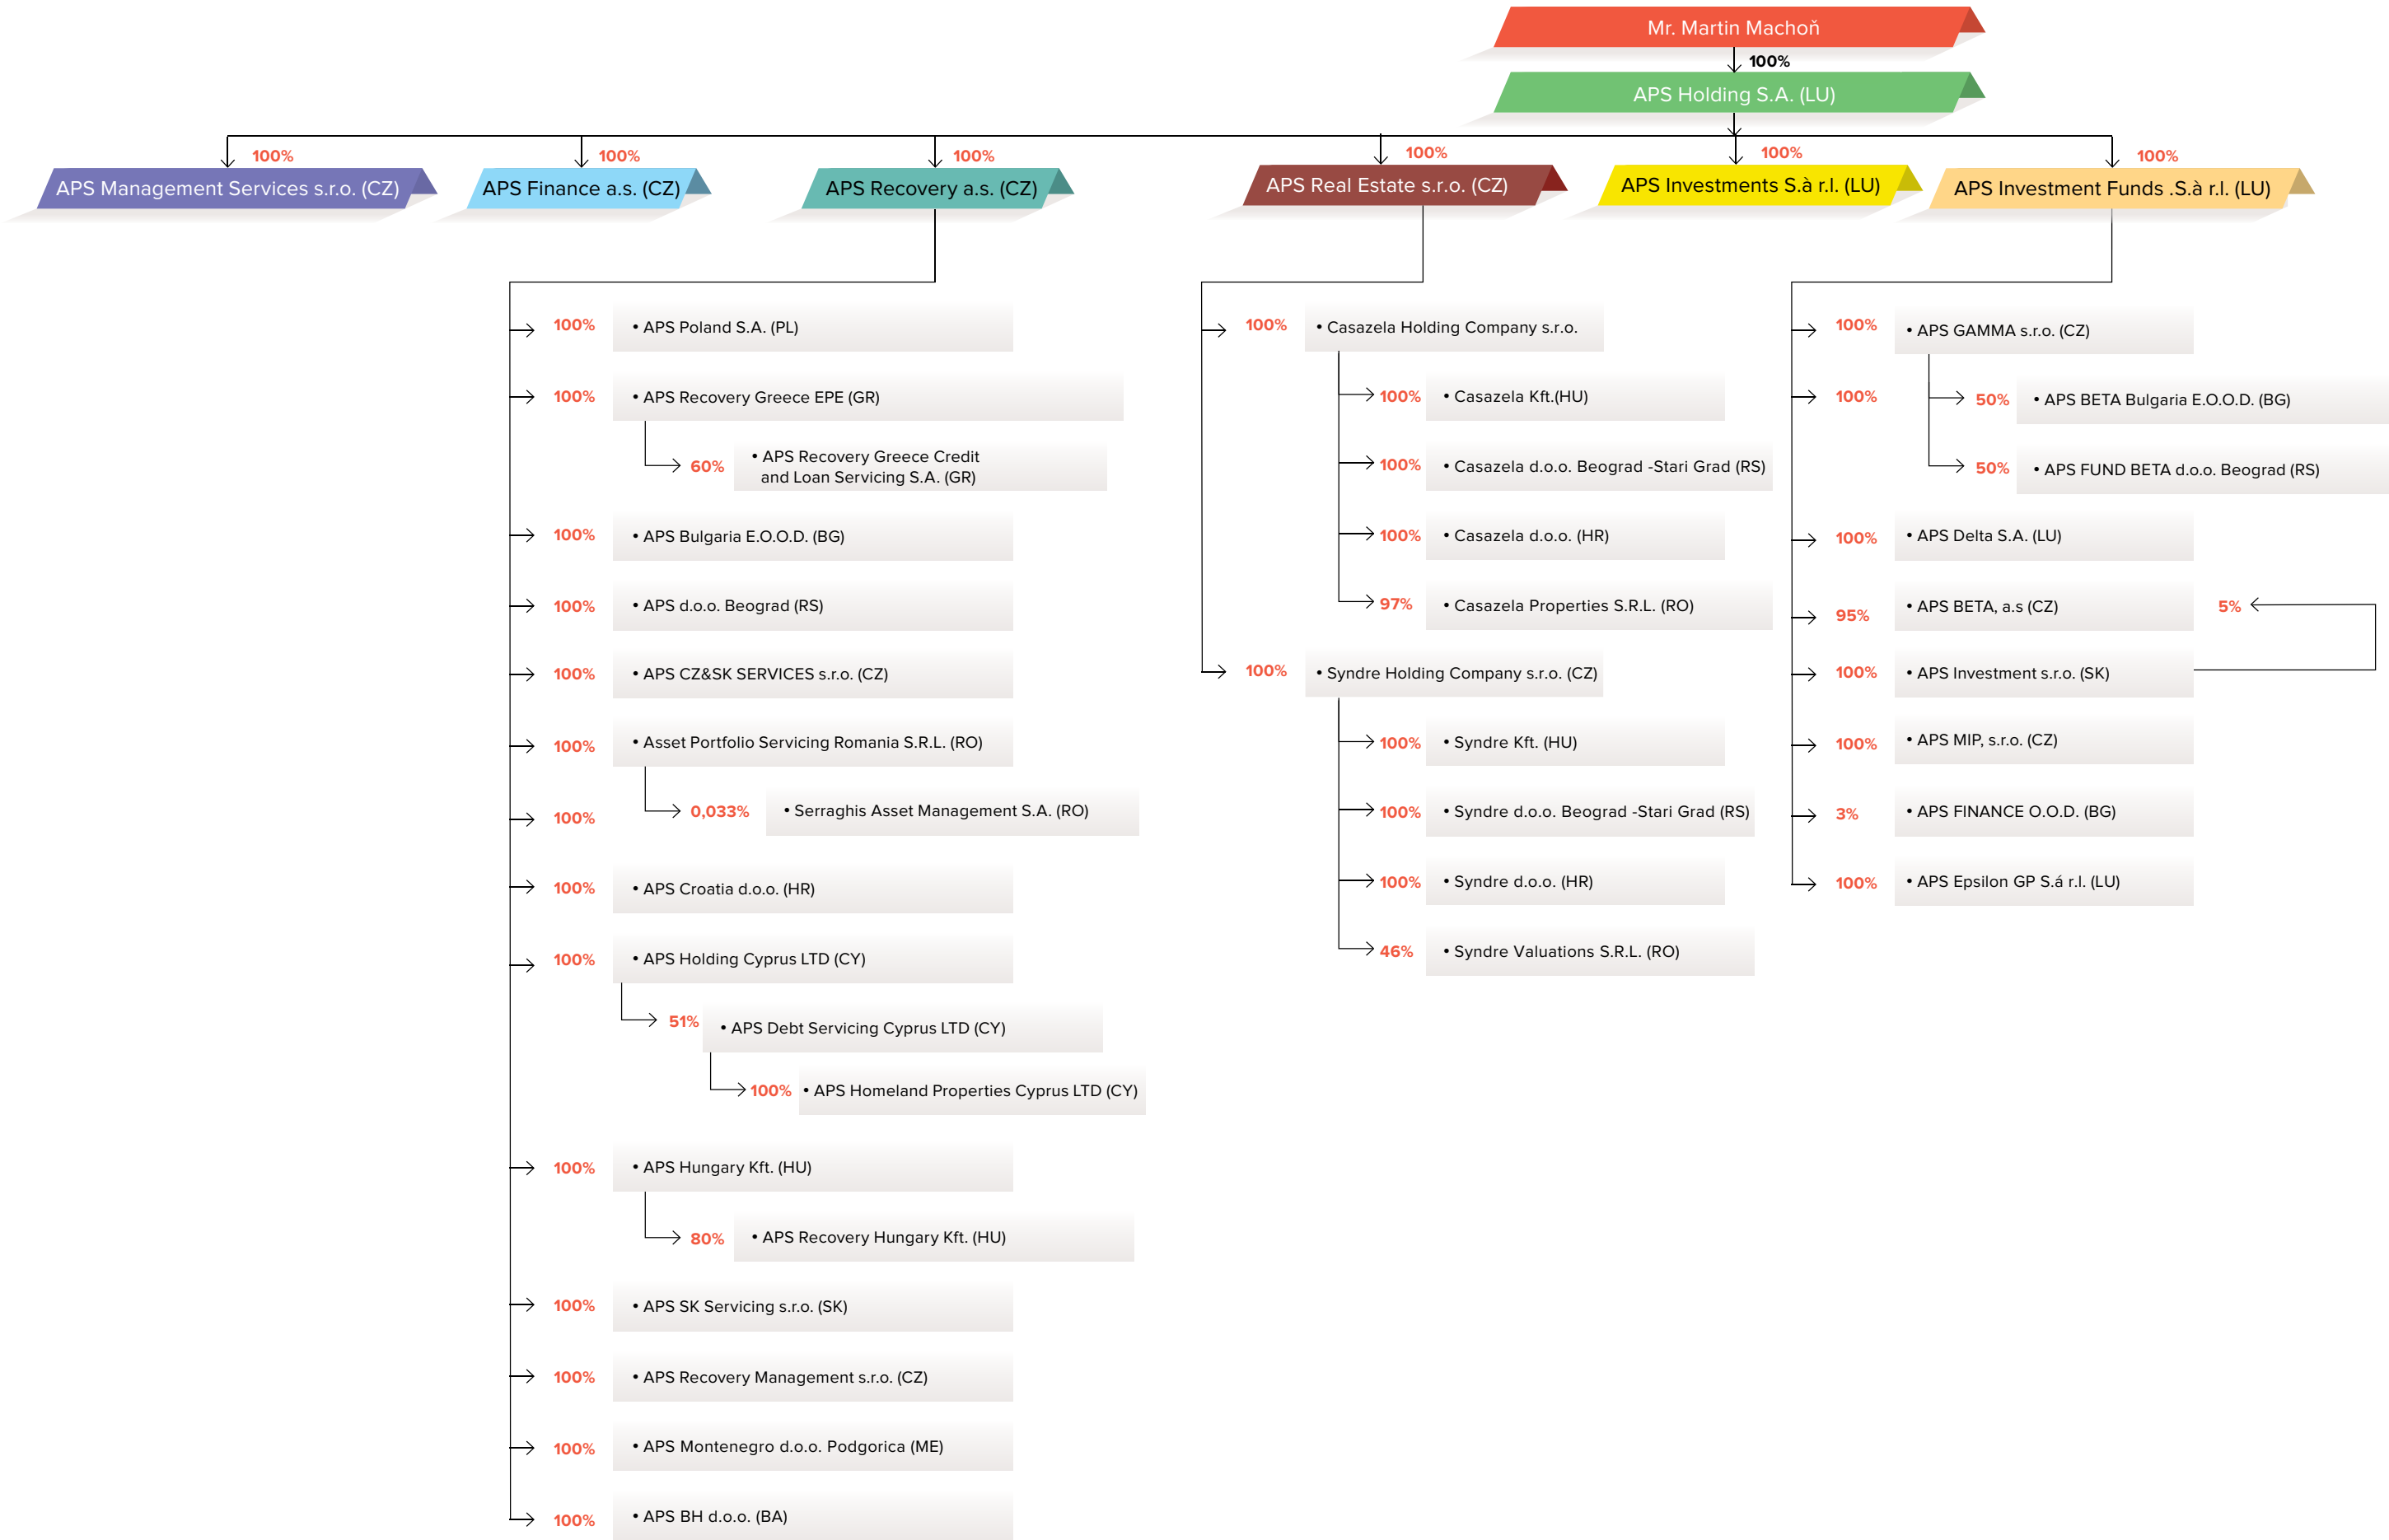 Mr. Martin Machoň
100%
APS Holding S.A. (LU)
100%
100%
100%
100%
100%
100%
APS Management Services s.r.o. (CZ)
APS Finance a.s. (CZ)
APS Recovery a.s. (CZ)
APS Real Estate s.r.o. (CZ)
APS Investments S.à r.l. (LU)
APS Investment Funds .S.à r.l. (LU)
100% • APS Poland S.A. (PL)
100% • APS Recovery Greece EPE (GR)
60% • APS Recovery Greece Credit
and Loan Servicing S.A. (GR)
100% • APS Bulgaria E.O.O.D. (BG)
100% • APS d.o.o. Beograd (RS)
100% • APS CZ&SK SERVICES s.r.o. (CZ)
100% • Asset Portfolio Servicing Romania S.R.L. (RO)
100%
0,033% • Serraghis Asset Management S.A. (RO)
100% • APS Croatia d.o.o. (HR)
100% • APS Holding Cyprus LTD (CY)
51% • APS Debt Servicing Cyprus LTD (CY)
100% • APS Homeland Properties Cyprus LTD (CY)
100% • APS Hungary Kft. (HU)
80% • APS Recovery Hungary Kft. (HU)
100% • APS SK Servicing s.r.o. (SK)
100% • APS Recovery Management s.r.o. (CZ)
100% • APS Montenegro d.o.o. Podgorica (ME)
100% • APS BH d.o.o. (BA)
100% • Casazela Holding Company s.r.o.
100% • Casazela Kft.(HU)
100% • Casazela d.o.o. Beograd -Stari Grad (RS)
100% • Casazela d.o.o. (HR)
97% • Casazela Properties S.R.L. (RO)
100% • Syndre Holding Company s.r.o. (CZ)
100% • Syndre Kft. (HU)
100% • Syndre d.o.o. Beograd -Stari Grad (RS)
100% • Syndre d.o.o. (HR)
46% • Syndre Valuations S.R.L. (RO)
100% • APS GAMMA s.r.o. (CZ)
100%
50% • APS BETA Bulgaria E.O.O.D. (BG)
50% • APS FUND BETA d.o.o. Beograd (RS)
100% • APS Delta S.A. (LU)
95% • APS BETA, a.s (CZ) 5%
100% • APS Investment s.r.o. (SK)
100% • APS MIP, s.r.o. (CZ)
3% • APS FINANCE O.O.D. (BG)
100% • APS Epsilon GP S.á r.l. (LU)